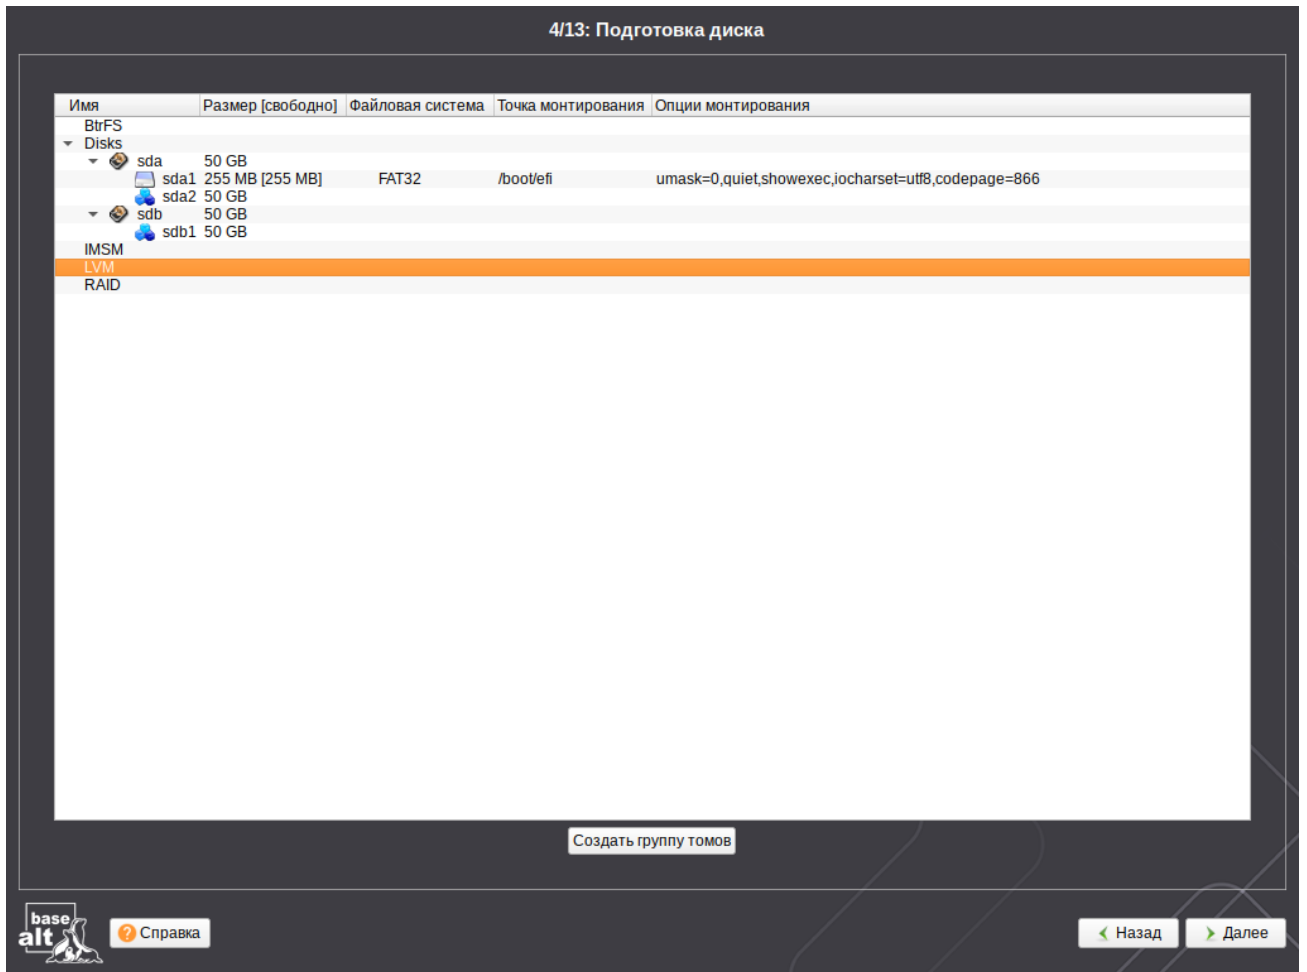 4/13: Подготовка диска
Имя Размер [свободно] Файловая система Точка монтирования Опции монтирования
BtrFS
Disks
sda 50 GB
sda1 255 MB [255 MB] FAT32 /boot/efi umask=0,quiet,showexec,iocharset=utf8,codepage=866
sda2 50 GB
sdb 50 GB
sdb1 50 GB
IMSM
LVM
RAID
Создать группу томов
base
alt
Справка
Назад
Далее